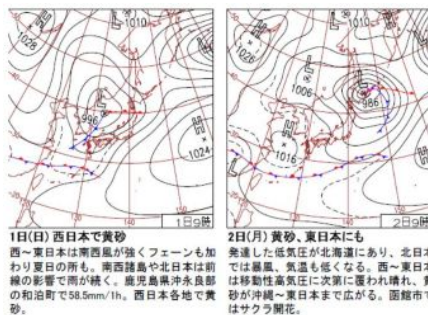 1028
1010
996
1024
130
140
1日9時
1026
1010
1006
986
1016
130
140
2日9時
1日(日) 西日本で黄砂
西～東日本は南西風が強くフェーンも加
わり夏日の所も。南西諸島や北日本は前
線の影響で雨が続く。鹿児島県沖永良部
の和泊町で58.5mm/1h。西日本各地で黄
砂。
2日(月) 黄砂、東日本にも
発達した低気圧が北海道にあり、北日本
では暴風、気温も低くなる。西～東日本
は移動性高気圧に次第に覆われ晴れ、黄
砂が沖縄～東日本まで広がる。函館市で
はサクラ開花。